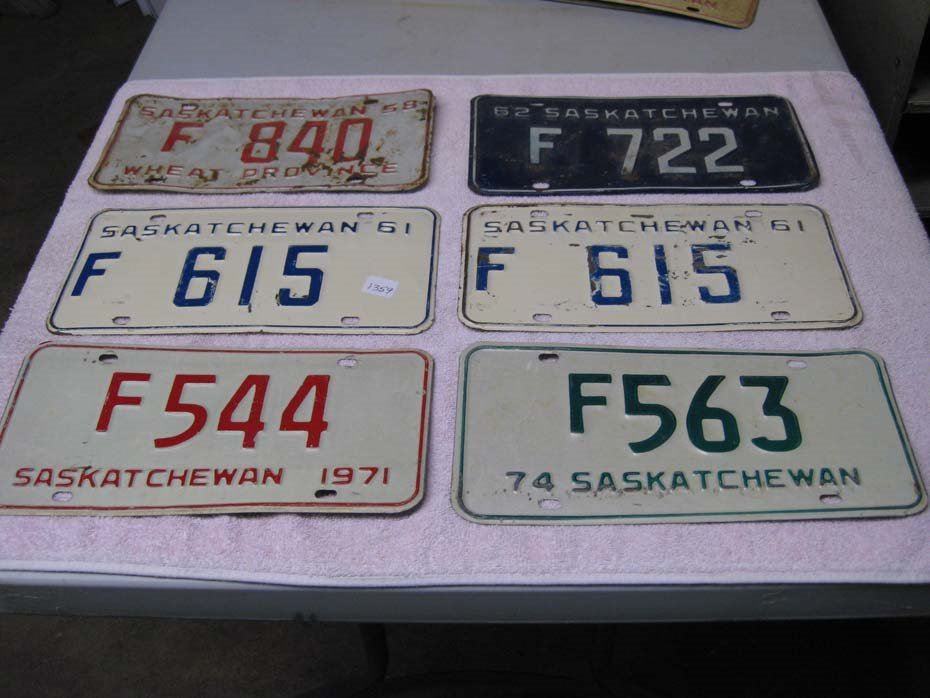 SASKATCHEWAN 58
F 840
WHEAT PROVINCE
62 SASKATCHEWAN
F 722
SASKATCHEWAN 61
F 615
1359
SASKATCHEWAN 61
F 615
F544
SASKATCHEWAN 1971
F563
74 SASKATCHEWAN